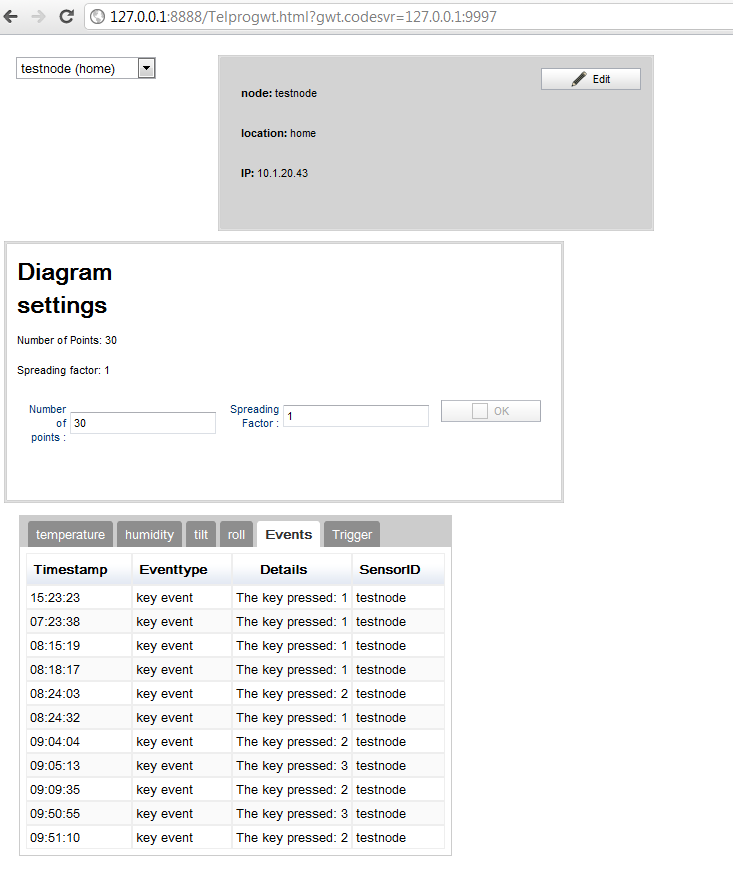 127.0.0.1:8888/Telprogwt.html?gwt.codesvr=127.0.0.1:9997
testnode (home)
Edit
node: testnode
location: home
IP: 10.1.20.43
Diagram
settings
Number of Points: 30
Spreading factor: 1
Number
of
points :
30
Spreading
Factor :
1
OK
temperature humidity tilt roll Events Trigger
Timestamp Eventtype Details SensorID
15:23:23 key event The key pressed: 1 testnode
07:23:38 key event The key pressed: 1 testnode
08:15:19 key event The key pressed: 1 testnode
08:18:17 key event The key pressed: 1 testnode
08:24:03 key event The key pressed: 2 testnode
08:24:32 key event The key pressed: 1 testnode
09:04:04 key event The key pressed: 2 testnode
09:05:13 key event The key pressed: 3 testnode
09:09:35 key event The key pressed: 2 testnode
09:50:55 key event The key pressed: 3 testnode
09:51:10 key event The key pressed: 2 testnode